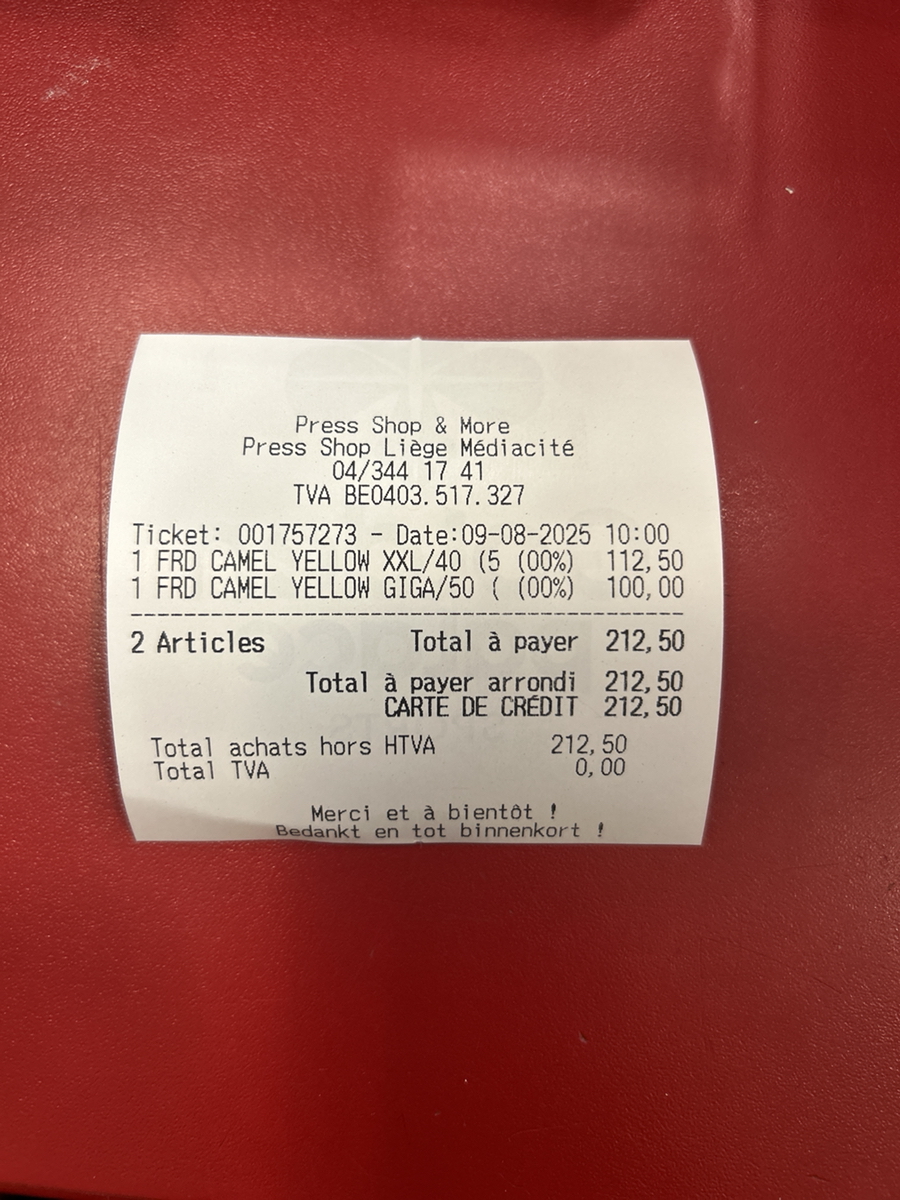 Press Shop & More
Press Shop Liège Médiacité
04/344 17 41
TVA BE0403.517.327
Ticket: 001757273 - Date:09-08-2025 10:00
1 FRD CAMEL YELLOW XXL/40 (5 (00%) 112,50
1 FRD CAMEL YELLOW GIGA/50 ( (00%) 100,00
2 Articles Total à payer 212,50
Total à payer arrondi 212,50
CARTE DE CRÉDIT 212,50
Total achats hors HTVA 212,50
Total TVA 0,00
Merci et à bientôt !
Bedankt en tot binnenkort !